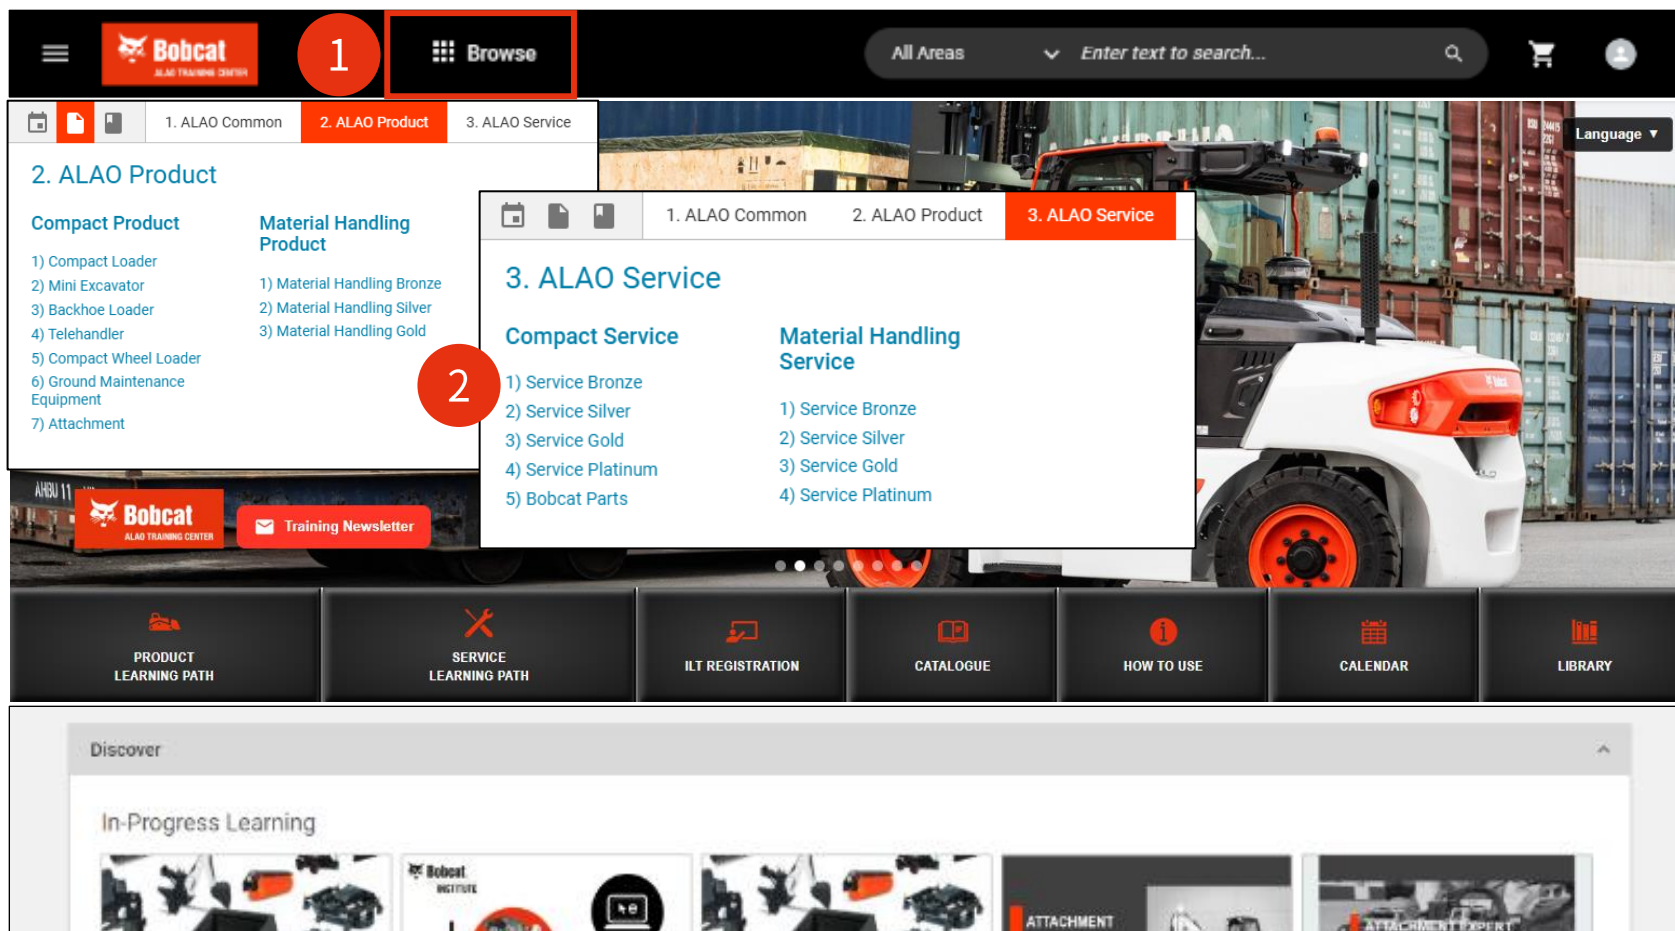 Bobcat
ALAO TRAINING CENTER
1
Browse
All Areas
Enter text to search...
1. ALAO Common
2. ALAO Product
3. ALAO Service
Language ▼
2. ALAO Product
Compact Product
1) Compact Loader
2) Mini Excavator
3) Backhoe Loader
4) Telehandler
5) Compact Wheel Loader
6) Ground Maintenance
Equipment
7) Attachment
Material Handling
Product
1) Material Handling Bronze
2) Material Handling Silver
3) Material Handling Gold
1. ALAO Common
2. ALAO Product
3. ALAO Service
3. ALAO Service
2
Compact Service
1) Service Bronze
2) Service Silver
3) Service Gold
4) Service Platinum
5) Bobcat Parts
Material Handling
Service
1) Service Bronze
2) Service Silver
3) Service Gold
4) Service Platinum
AHBU 11
Bobcat
ALAO TRAINING CENTER
Training Newsletter
PRODUCT
LEARNING PATH
SERVICE
LEARNING PATH
ILT REGISTRATION
CATALOGUE
HOW TO USE
CALENDAR
LIBRARY
Discover
In-Progress Learning
Bobcat
INSTITUTE
ATTACHMENT
ATTACHMENT EXPERT